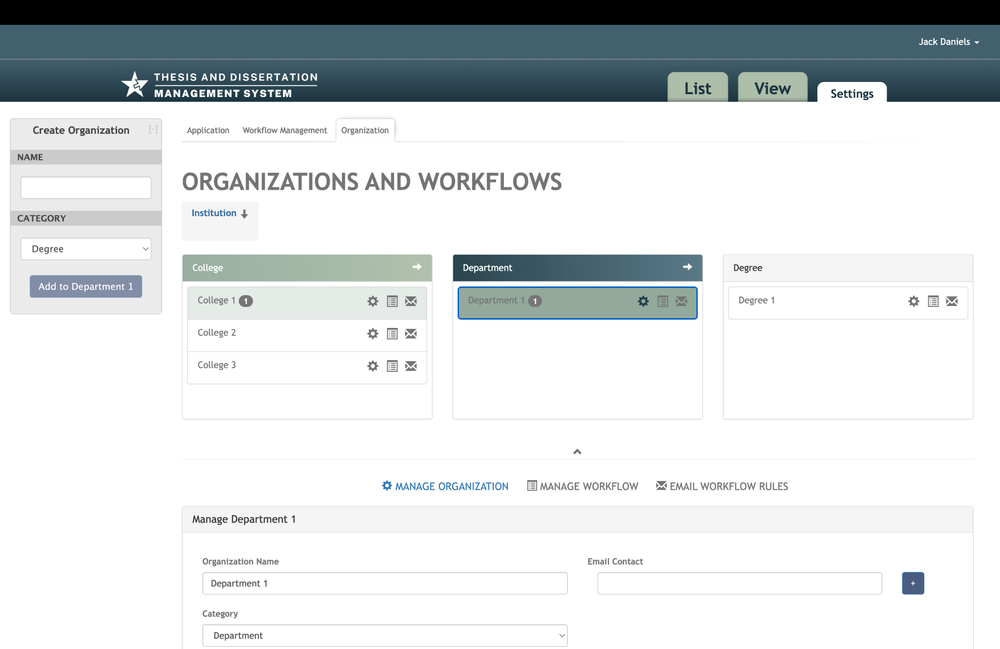 Jack Daniels
THESIS AND DISSERTATION
MANAGEMENT SYSTEM
List
View
Settings
Create Organization
[-]
NAME
CATEGORY
Degree
Add to Department 1
Application
Workflow Management
Organization
ORGANIZATIONS AND WORKFLOWS
Institution
College
College 1 1
College 2
College 3
Department
Department 1 1
Degree
Degree 1
MANAGE ORGANIZATION
MANAGE WORKFLOW
EMAIL WORKFLOW RULES
Manage Department 1
Organization Name
Department 1
Email Contact
+
Category
Department